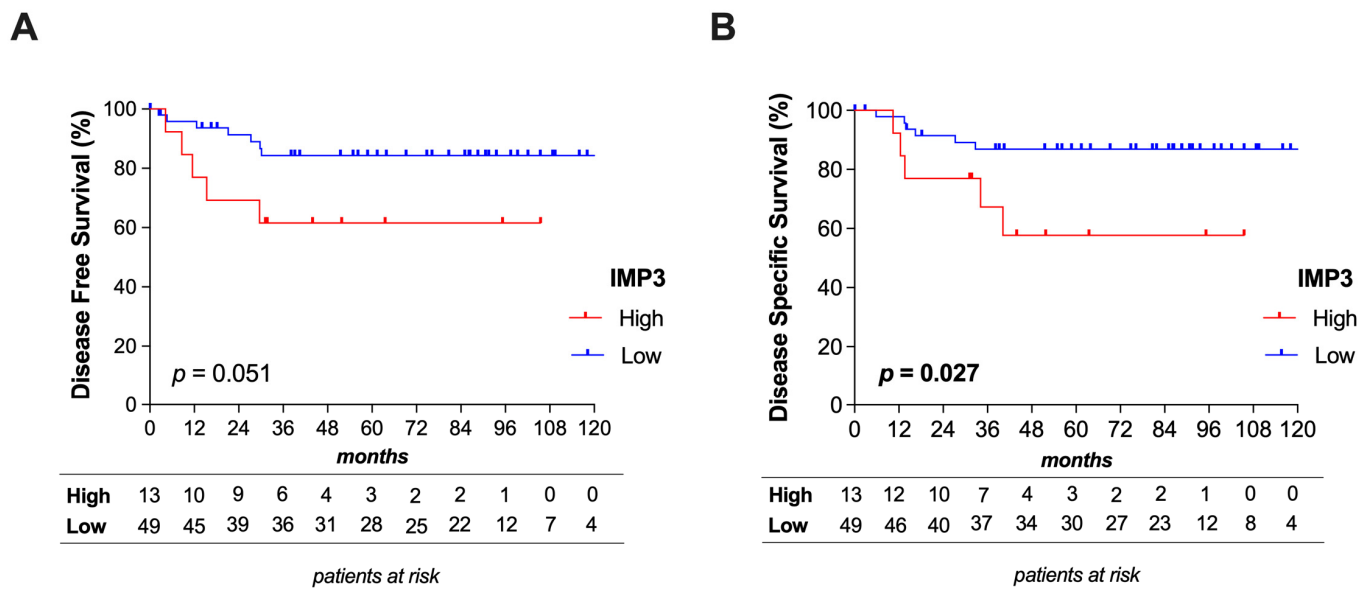 A
Disease Free Survival (%)
100
80
60
40
20
0
p = 0.051
IMP3
High
Low
0 12 24 36 48 60 72 84 96 108 120
months
High 13 10 9 6 4 3 2 2 1 0 0
Low 49 45 39 36 31 28 25 22 12 7 4
patients at risk
B
Disease Specific Survival (%)
100
80
60
40
20
0
p = 0.027
IMP3
High
Low
0 12 24 36 48 60 72 84 96 108 120
months
High 13 12 10 7 4 3 2 2 1 0 0
Low 49 46 40 37 34 30 27 23 12 8 4
patients at risk